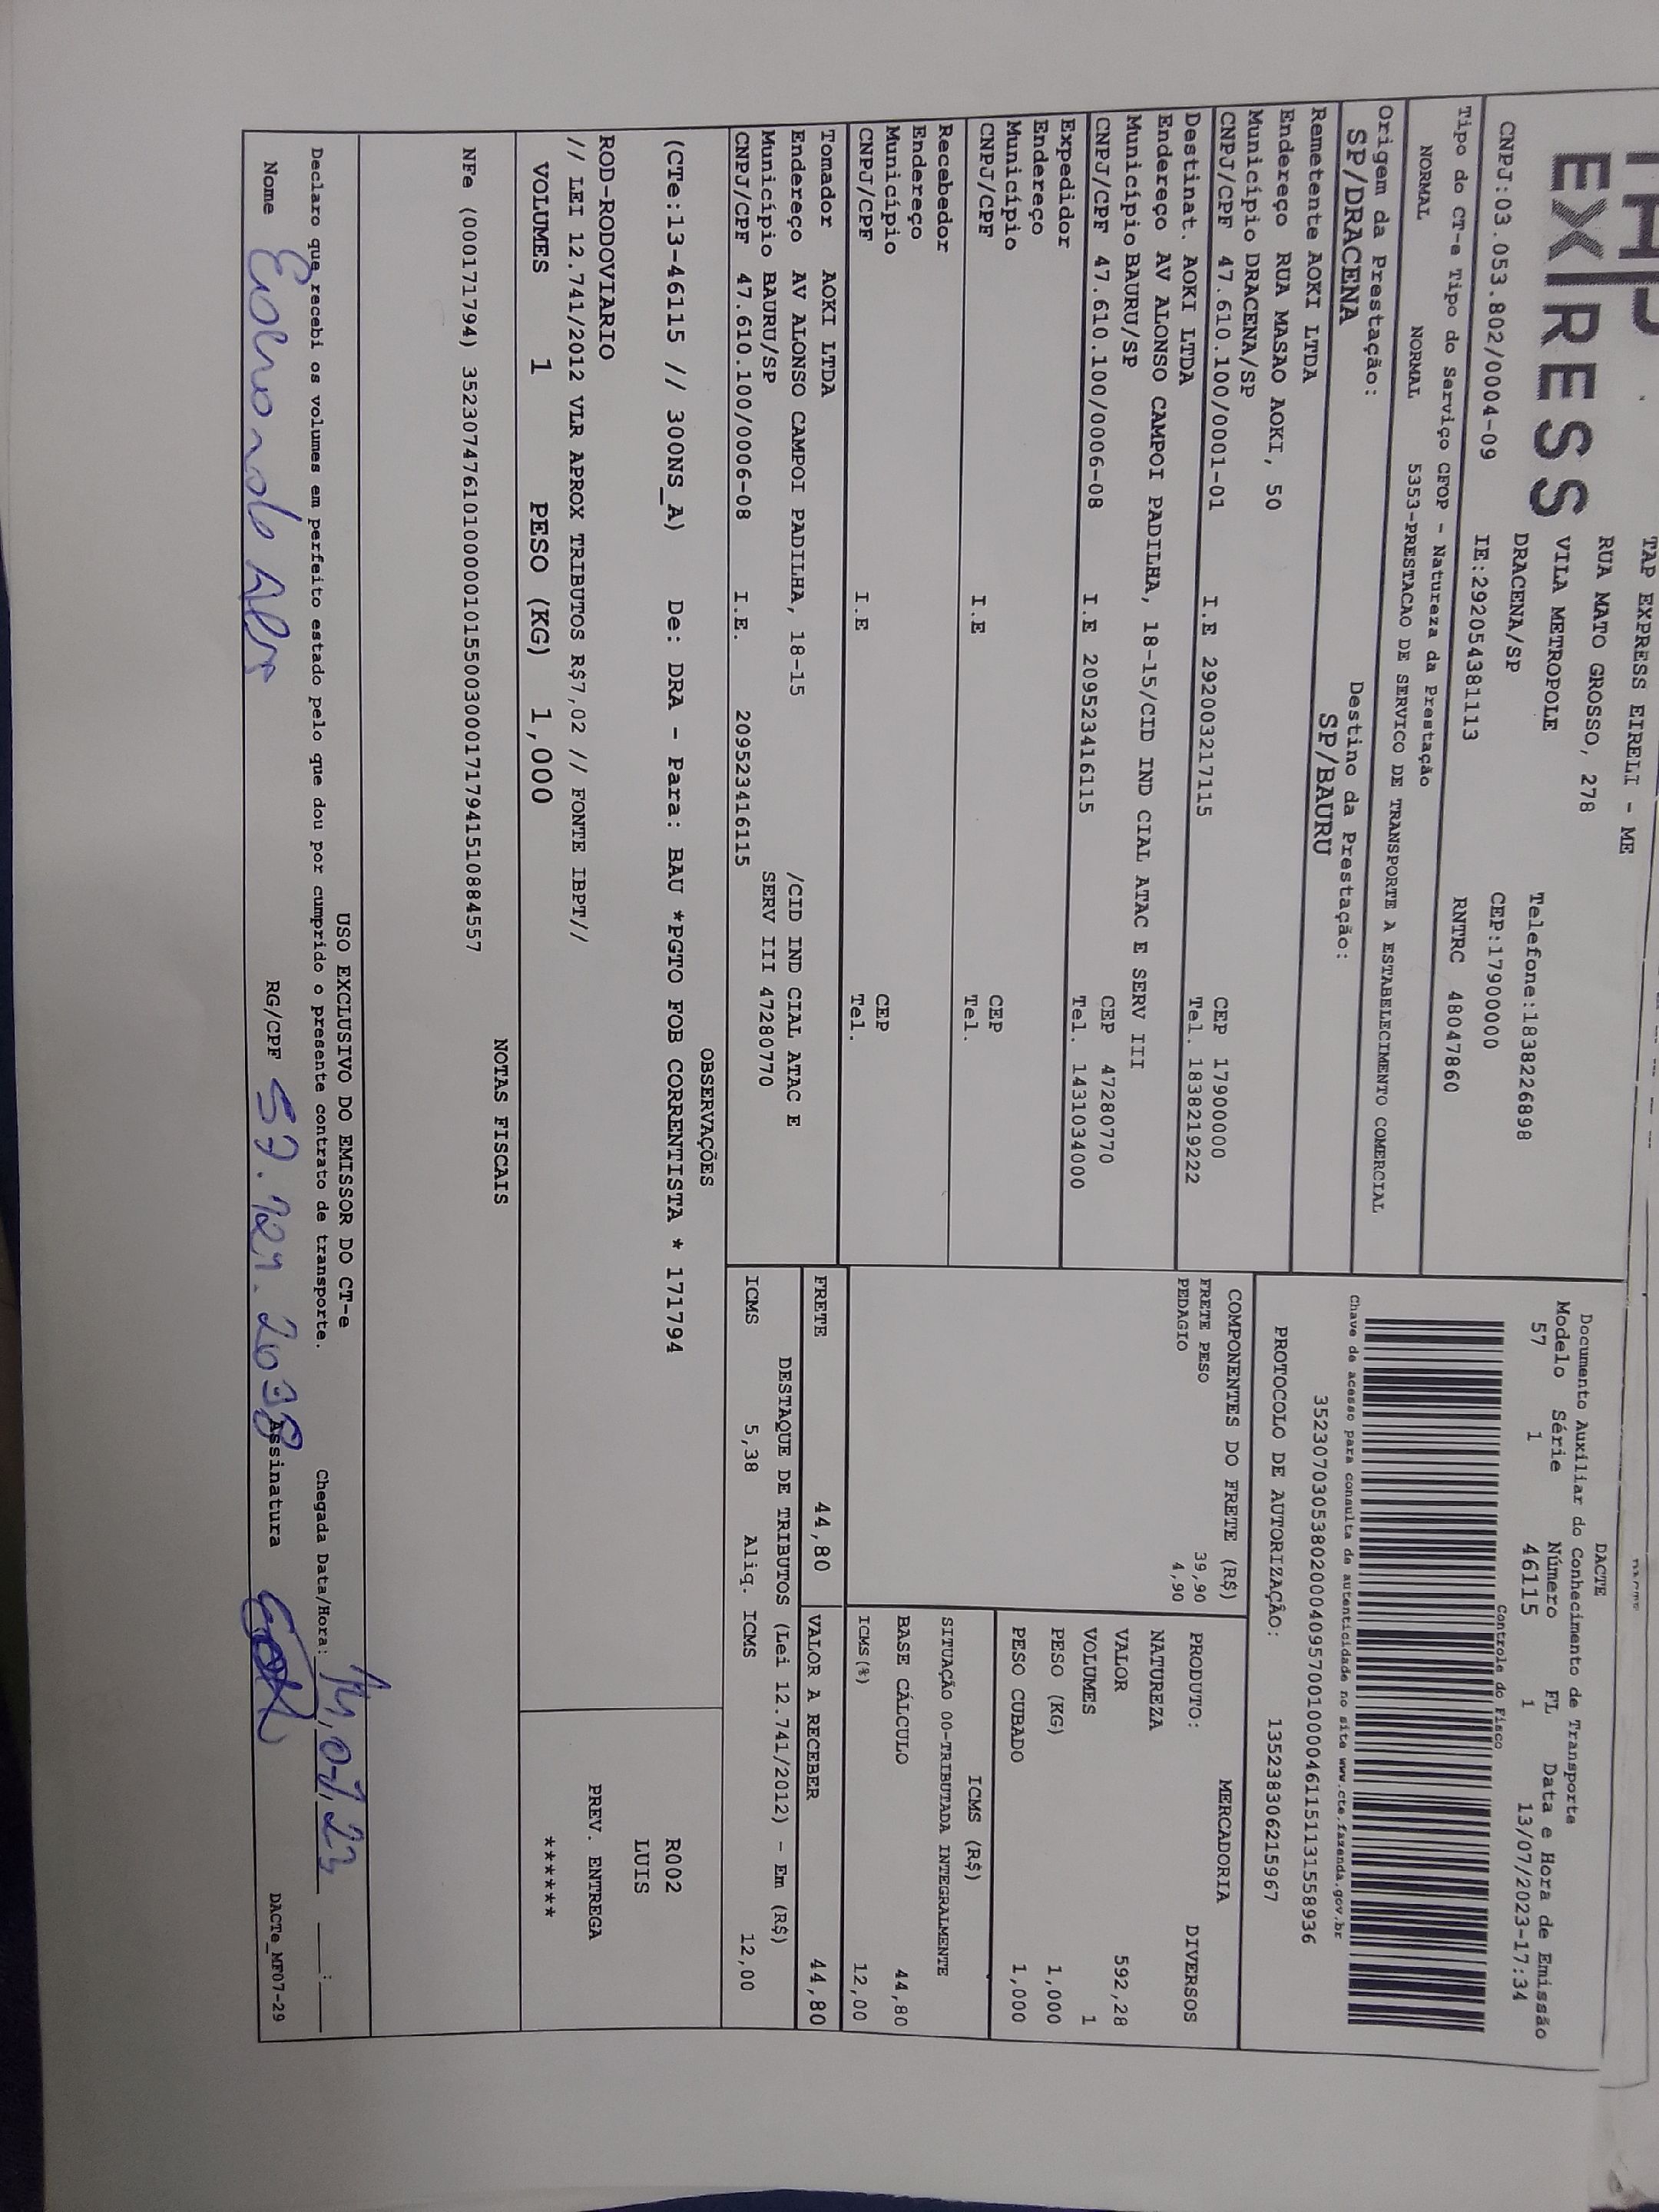 TAP EXPRESS
TAP EXPRESS EIRELI - ME
RUA MATO GROSSO, 278
VILA METROPOLE
DRACENA/SP
Telefone:1838226898
CEP:17900000
CNPJ:03.053.802/0004-09
IE:292054381113
RNTRC 48047860
DACTE
Documento Auxiliar do Conhecimento de Transporte
Modelo Série Número FL Data e Hora de Emissão
57 1 46115 1 13/07/2023-17:34
Controle do Fisco
Chave de acesso para consulta de autenticidade no site www.cte.fazenda.gov.br
35230703053802000409570010000461151131558936
PROTOCOLO DE AUTORIZAÇÃO: 135238306215967
Tipo do CT-e Tipo do Serviço CFOP - Natureza da Prestação
NORMAL NORMAL 5353-PRESTACAO DE SERVICO DE TRANSPORTE A ESTABELECIMENTO COMERCIAL
Origem da Prestação: Destino da Prestação:
SP/DRACENA SP/BAURU
Remetente AOKI LTDA
Endereço RUA MASAO AOKI, 50
Município DRACENA/SP CEP 17900000
CNPJ/CPF 47.610.100/0001-01 I.E 292003217115 Tel. 1838219222
Destinat. AOKI LTDA
Endereço AV ALONSO CAMPOI PADILHA, 18-15/CID IND CIAL ATAC E SERV III
Município BAURU/SP CEP 47280770
CNPJ/CPF 47.610.100/0006-08 I.E 209523416115 Tel. 1431034000
Expedidor
Endereço
Município CEP
CNPJ/CPF I.E Tel.
Recebedor
Endereço
Município CEP
CNPJ/CPF I.E Tel.
Tomador AOKI LTDA
Endereço AV ALONSO CAMPOI PADILHA, 18-15 /CID IND CIAL ATAC E
Município BAURU/SP SERV III 47280770
CNPJ/CPF 47.610.100/0006-08 I.E. 209523416115
COMPONENTES DO FRETE (R$)
FRETE PESO 39,90
PEDAGIO 4,90
MERCADORIA
PRODUTO: DIVERSOS
NATUREZA
VALOR 592,28
VOLUMES 1
PESO (KG) 1,000
PESO CUBADO 1,000
ICMS (R$)
SITUAÇÃO 00-TRIBUTADA INTEGRALMENTE
BASE CÁLCULO 44,80
ICMS(%) 12,00
FRETE 44,80 VALOR A RECEBER 44,80
DESTAQUE DE TRIBUTOS (Lei 12.741/2012) - Em (R$)
ICMS 5,38 Aliq. ICMS 12,00
OBSERVAÇÕES
(CTe:13-46115 // 300NS_A) De: DRA - Para: BAU *PGTO FOB CORRENTISTA * 171794
R002
LUIS
ROD-RODOVIARIO
// LEI 12.741/2012 VLR APROX TRIBUTOS R$7,02 // FONTE IBPT//
VOLUMES 1 PESO (KG) 1,000
PREV. ENTREGA
******
NOTAS FISCAIS
NFe (000171794) 35230747610100000101550030001717941510884557
USO EXCLUSIVO DO EMISSOR DO CT-e
Declaro que recebi os volumes em perfeito estado pelo que dou por cumprido o presente contrato de transporte. Chegada Data/Hora: 14,07,23 __:__
Nome RG/CPF Assinatura DACTe_MF07-29